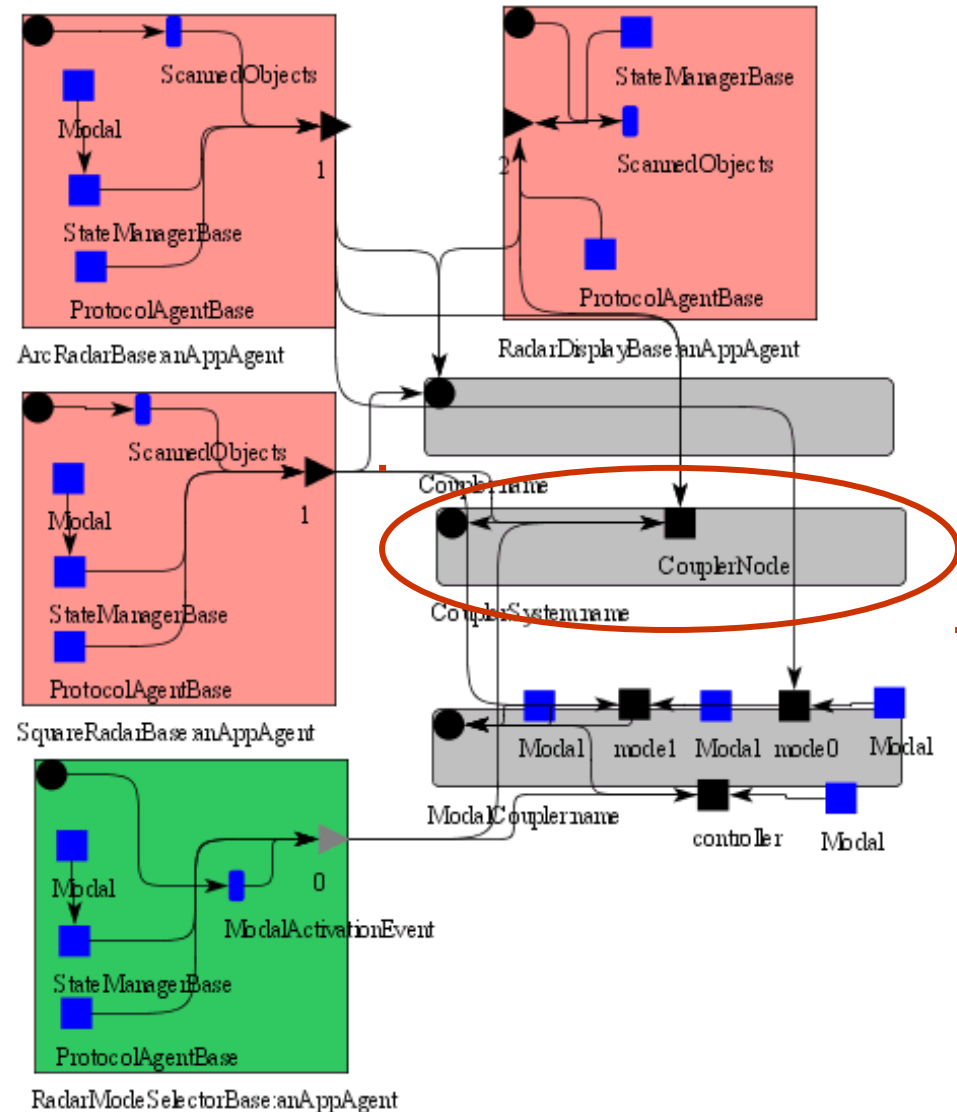 ScannedObjects
Modal
1
StateManagerBase
ProtocolAgentBase
ArcRadarBase:anAppAgent
StateManagerBase
ScannedObjects
2
ProtocolAgentBase
RadarDisplayBase:anAppAgent
ScannedObjects
Modal
1
StateManagerBase
ProtocolAgentBase
SquareRadarBase:anAppAgent
Coupler:name
CouplerNode
CouplerSystem:name
Modal mode1 Modal mode0 Modal
ModalCoupler:name
controller Modal
Modal
0
ModalActivationEvent
StateManagerBase
ProtocolAgentBase
RadarModeSelectorBase:anAppAgent